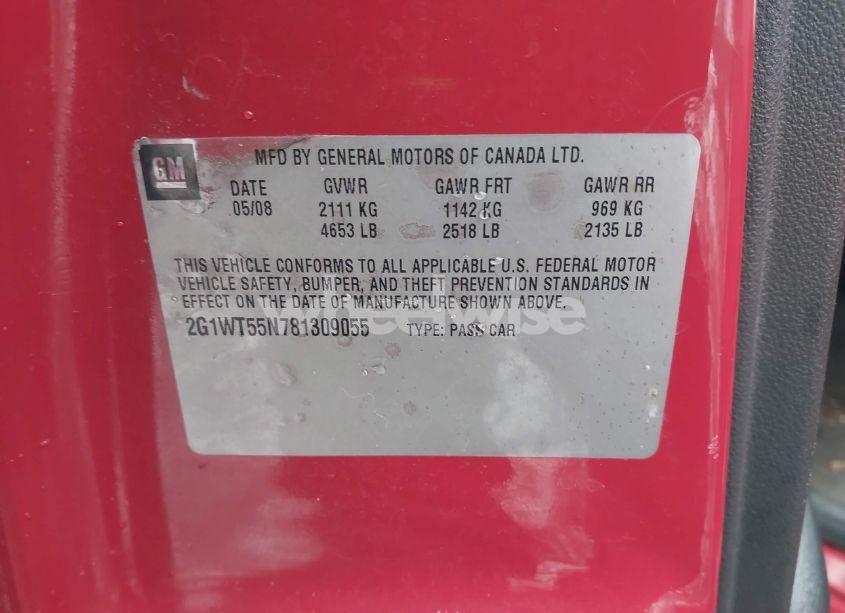 GM
MFD BY GENERAL MOTORS OF CANADA LTD.
DATE GVWR GAWR FRT GAWR RR
05/08 2111 KG 1142 KG 969 KG
4653 LB 2518 LB 2135 LB
THIS VEHICLE CONFORMS TO ALL APPLICABLE U.S. FEDERAL MOTOR
VEHICLE SAFETY, BUMPER, AND THEFT PREVENTION STANDARDS IN
EFFECT ON THE DATE OF MANUFACTURE SHOWN ABOVE.
wheelwise
2G1WT55N781309055 TYPE: PASS CAR